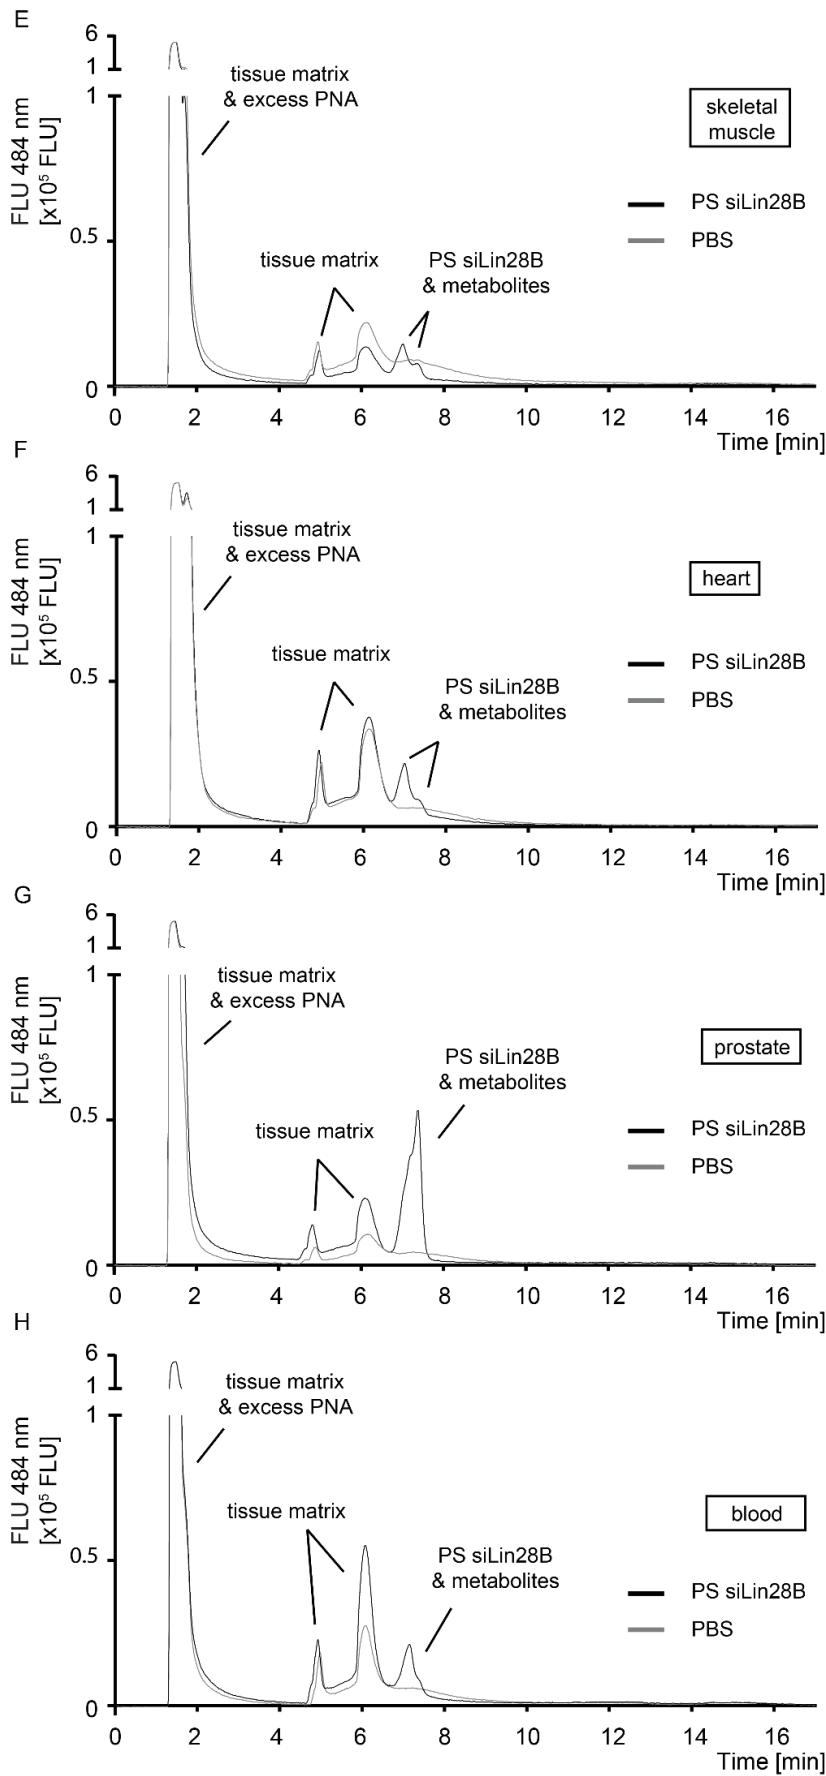 E
6
1
tissue matrix
& excess PNA
1
skeletal
muscle
FLU 484 nm
[x10⁵ FLU]
PS siLin28B
0.5
PBS
tissue matrix
PS siLin28B
& metabolites
0
0 2 4 6 8 10 12 14 16
Time [min]
F
6
1
tissue matrix
& excess PNA
1
heart
FLU 484 nm
[x10⁵ FLU]
tissue matrix
PS siLin28B
0.5
PS siLin28B
& metabolites
PBS
0
0 2 4 6 8 10 12 14 16
Time [min]
G
6
1
tissue matrix
& excess PNA
1
FLU 484 nm
[x10⁵ FLU]
prostate
PS siLin28B
& metabolites
0.5
tissue matrix
PS siLin28B
PBS
0
0 2 4 6 8 10 12 14 16
Time [min]
H
6
1
tissue matrix
& excess PNA
1
FLU 484 nm
[x10⁵ FLU]
tissue matrix
blood
0.5
PS siLin28B
& metabolites
PS siLin28B
PBS
0
0 2 4 6 8 10 12 14 16
Time [min]